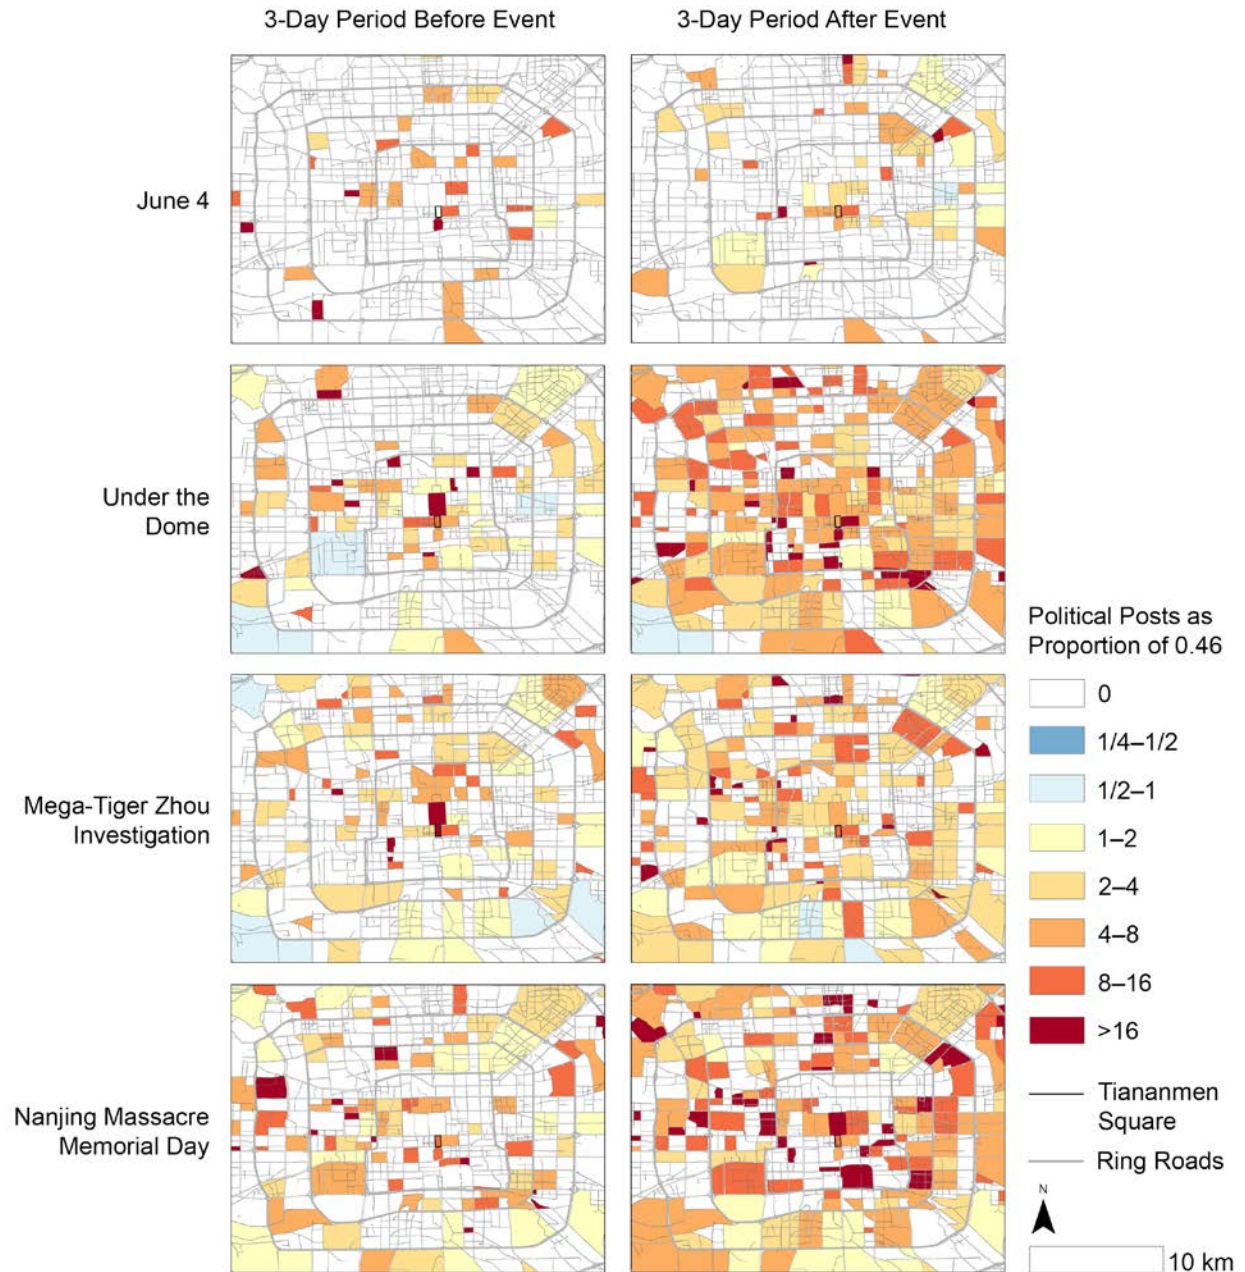 3-Day Period Before Event
3-Day Period After Event
June 4
Under the
Dome
Mega-Tiger Zhou
Investigation
Nanjing Massacre
Memorial Day
Political Posts as
Proportion of 0.46
0
1/4–1/2
1/2–1
1–2
2–4
4–8
8–16
>16
Tiananmen
Square
Ring Roads
N
10 km